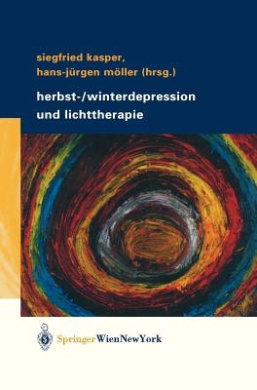 siegfried kasper,
hans-jürgen möller (hrsg.)
herbst-/winterdepression
und lichttherapie
SpringerWienNewYork